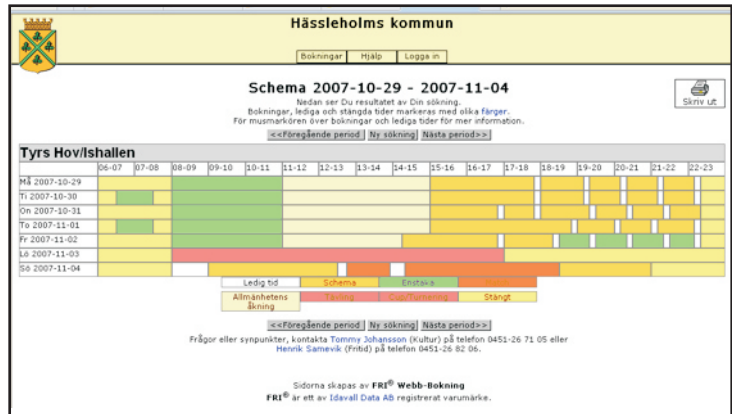 Hässleholms kommun
Bokningar Hjälp Logga in
Schema 2007-10-29 - 2007-11-04
Nedan ser Du resultatet av Din sökning.
Bokningar, lediga och stängda tider markeras med olika färger.
För musmarkören över bokningar och lediga tider för mer information.
Skriv ut
<<Föregående period Ny sökning Nästa period>>
Tyrs Hov/Ishallen
06-07 07-08 08-09 09-10 10-11 11-12 12-13 13-14 14-15 15-16 16-17 17-18 18-19 19-20 20-21 21-22 22-23
Må 2007-10-29
Ti 2007-10-30
On 2007-10-31
To 2007-11-01
Fr 2007-11-02
Lö 2007-11-03
Sö 2007-11-04
Ledig tid Schema Enstaka Match
Allmänhetens åkning Tävling Cup/Turnering Stängt
<<Föregående period Ny sökning Nästa period>>
Frågor eller synpunkter, kontakta Tommy Johansson (Kultur) på telefon 0451-26 71 05 eller
Henrik Samevik (Fritid) på telefon 0451-26 82 06.
Sidorna skapas av FRI® Webb-Bokning
FRI® är ett av Idavall Data AB registrerat varumärke.